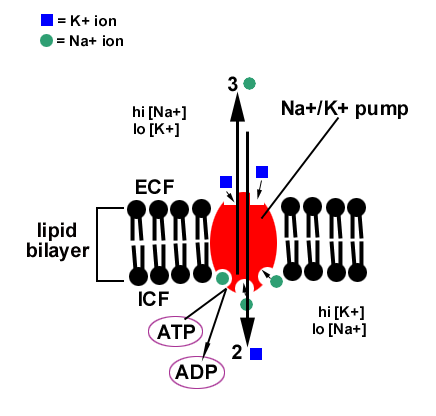 = K+ ion
= Na+ ion
3
hi [Na+]
lo [K+]
Na+/K+ pump
ECF
lipid
bilayer
ICF
hi [K+]
lo [Na+]
ATP
2
ADP